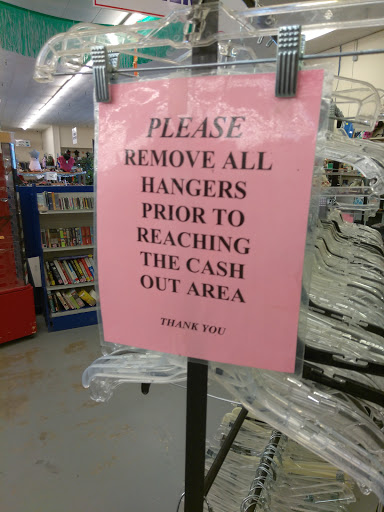 PLEASE
REMOVE ALL
HANGERS
PRIOR TO
REACHING
THE CASH
OUT AREA
THANK YOU